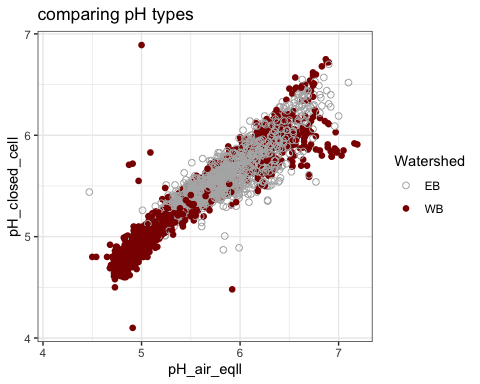 comparing pH types
7
6
5
4
pH_closed_cell
4
5
6
7
pH_air_eqll
Watershed
EB
WB